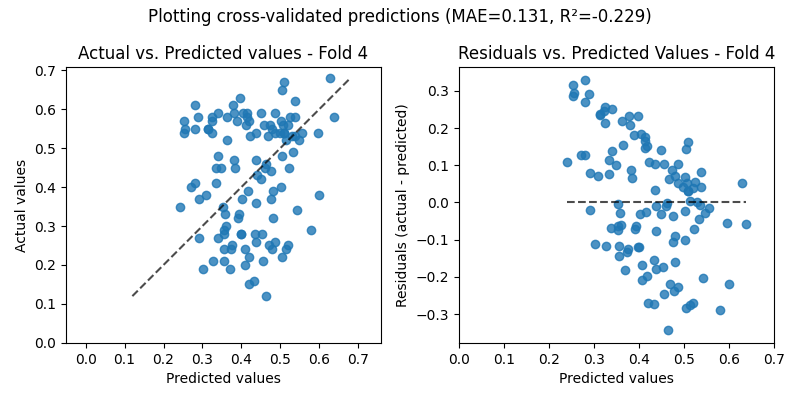 Plotting cross-validated predictions (MAE=0.131, R²=-0.229)
Actual vs. Predicted values - Fold 4
Residuals vs. Predicted Values - Fold 4
Actual values
0.7
0.6
0.5
0.4
0.3
0.2
0.1
0.0
0.0 0.1 0.2 0.3 0.4 0.5 0.6 0.7
Predicted values
Residuals (actual - predicted)
0.3
0.2
0.1
0.0
−0.1
−0.2
−0.3
0.0 0.1 0.2 0.3 0.4 0.5 0.6 0.7
Predicted values